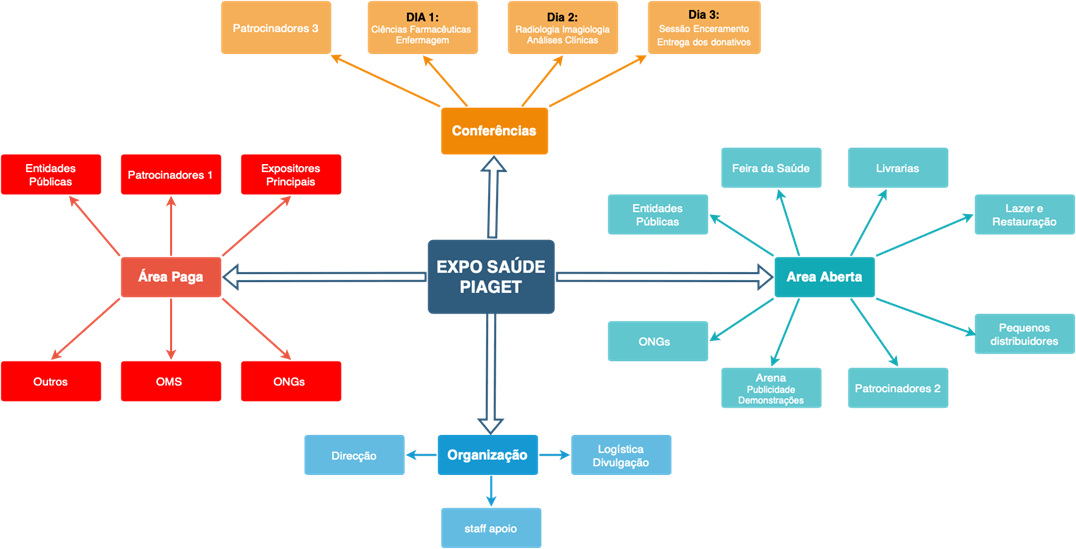 Patrocinadores 3
DIA 1:
Ciências Farmacêuticas
Enfermagem
Dia 2:
Radiologia imagiologia
Análises Clínicas
Dia 3:
Sessão Enceramento
Entrega dos donativos
Conferências
Entidades
Públicas
Patrocinadores 1
Expositores
Principais
Área Paga
Outros
OMS
ONGs
EXPO SAÚDE
PIAGET
Feira da Saúde
Livrarias
Entidades
Públicas
Lazer e
Restauração
Area Aberta
ONGs
Pequenos
distribuidores
Arena
Publicidade
Demonstrações
Patrocinadores 2
Direcção
Organização
Logística
Divulgação
staff apoio